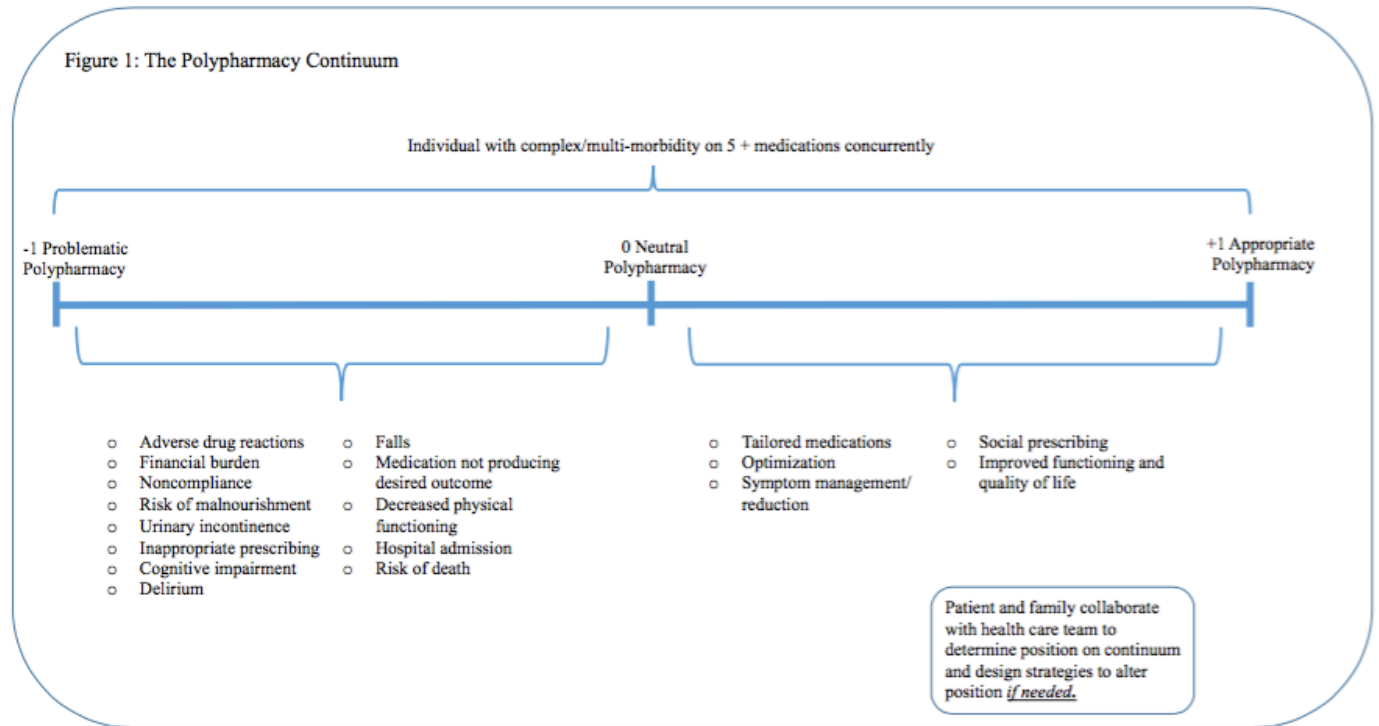 Figure 1: The Polypharmacy Continuum
Individual with complex/multi-morbidity on 5 + medications concurrently
-1 Problematic
Polypharmacy
0 Neutral
Polypharmacy
+1 Appropriate
Polypharmacy
o Adverse drug reactions
o Financial burden
o Noncompliance
o Risk of malnourishment
o Urinary incontinence
o Inappropriate prescribing
o Cognitive impairment
o Delirium
o Falls
o Medication not producing
desired outcome
o Decreased physical
functioning
o Hospital admission
o Risk of death
o Tailored medications
o Optimization
o Symptom management/
reduction
o Social prescribing
o Improved functioning and
quality of life
Patient and family collaborate
with health care team to
determine position on continuum
and design strategies to alter
position if needed.